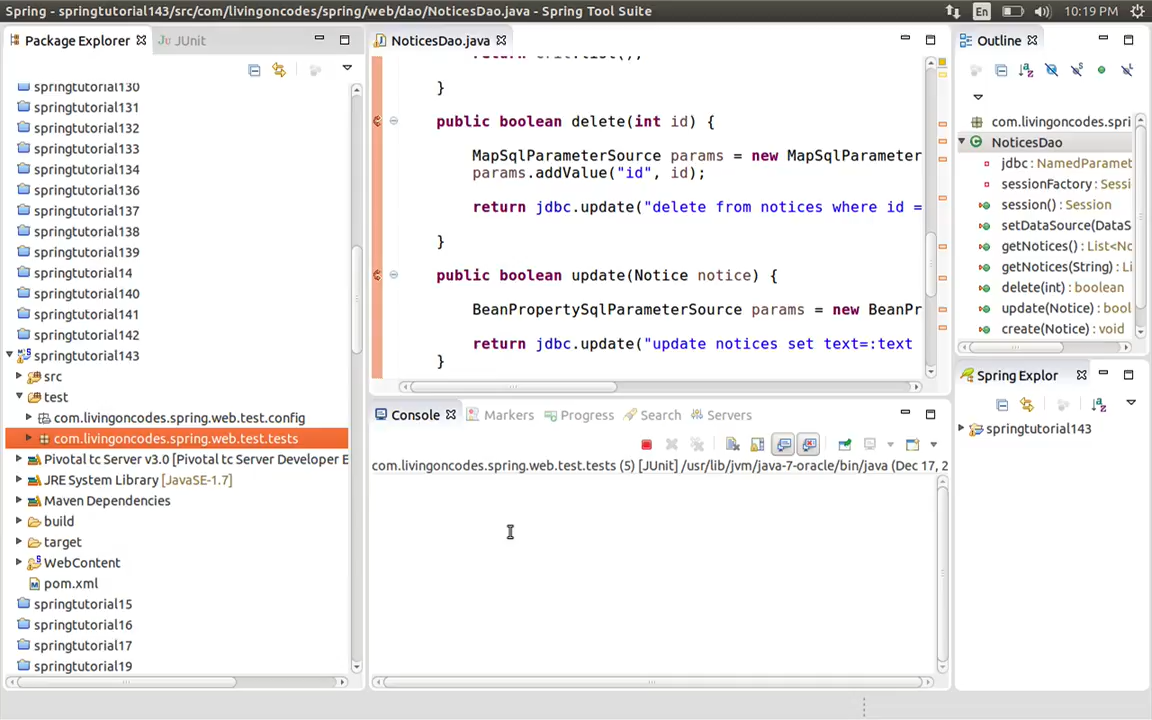 Spring - springtutorial143/src/com/livingoncodes/spring/web/dao/NoticesDao.java - Spring Tool Suite
En
10:19 PM
Package Explorer
JUnit
springtutorial130
springtutorial131
springtutorial132
springtutorial133
springtutorial134
springtutorial136
springtutorial137
springtutorial138
springtutorial139
springtutorial14
springtutorial140
springtutorial141
springtutorial142
springtutorial143
src
test
com.livingoncodes.spring.web.test.config
com.livingoncodes.spring.web.test.tests
Pivotal tc Server v3.0 [Pivotal tc Server Developer E
JRE System Library [JavaSE-1.7]
Maven Dependencies
build
target
WebContent
pom.xml
springtutorial15
springtutorial16
springtutorial17
springtutorial19
NoticesDao.java
}
public boolean delete(int id) {
MapSqlParameterSource params = new MapSqlParameter
params.addValue("id", id);
return jdbc.update("delete from notices where id =
}
public boolean update(Notice notice) {
BeanPropertySqlParameterSource params = new BeanPr
return jdbc.update("update notices set text=:text
}
Console
Markers
Progress
Search
Servers
com.livingoncodes.spring.web.test.tests (5) [JUnit] /usr/lib/jvm/java-7-oracle/bin/java (Dec 17, 2
Outline
com.livingoncodes.spri
NoticesDao
jdbc : NamedParamet
sessionFactory : Sessi
session() : Session
setDataSource(DataS
getNotices() : List<No
getNotices(String) : Li
delete(int) : boolean
update(Notice) : bool
create(Notice) : void
Spring Explor
springtutorial143